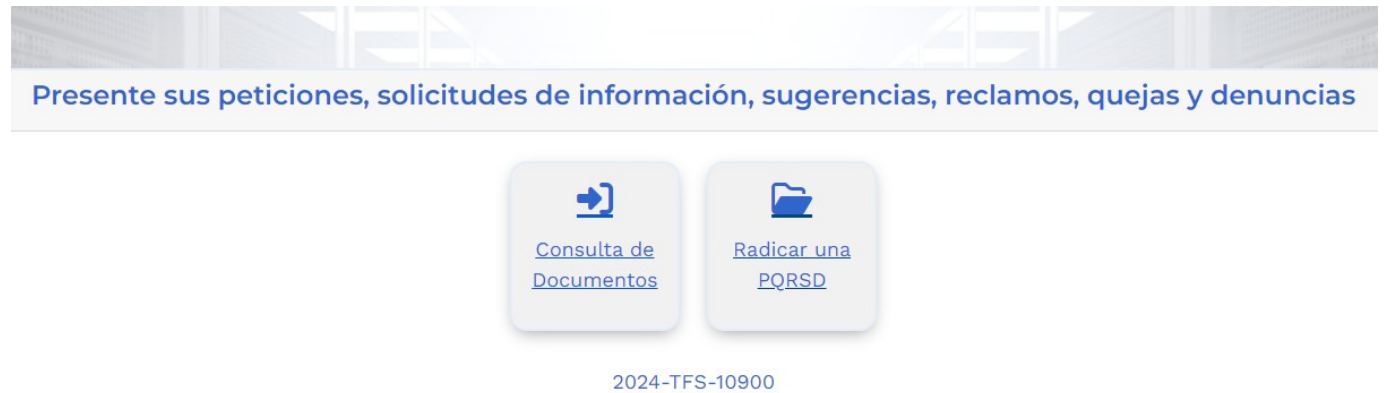 Presente sus peticiones, solicitudes de información, sugerencias, reclamos, quejas y denuncias
Consulta de
Documentos
Radicar una
PQRSD
2024-TFS-10900